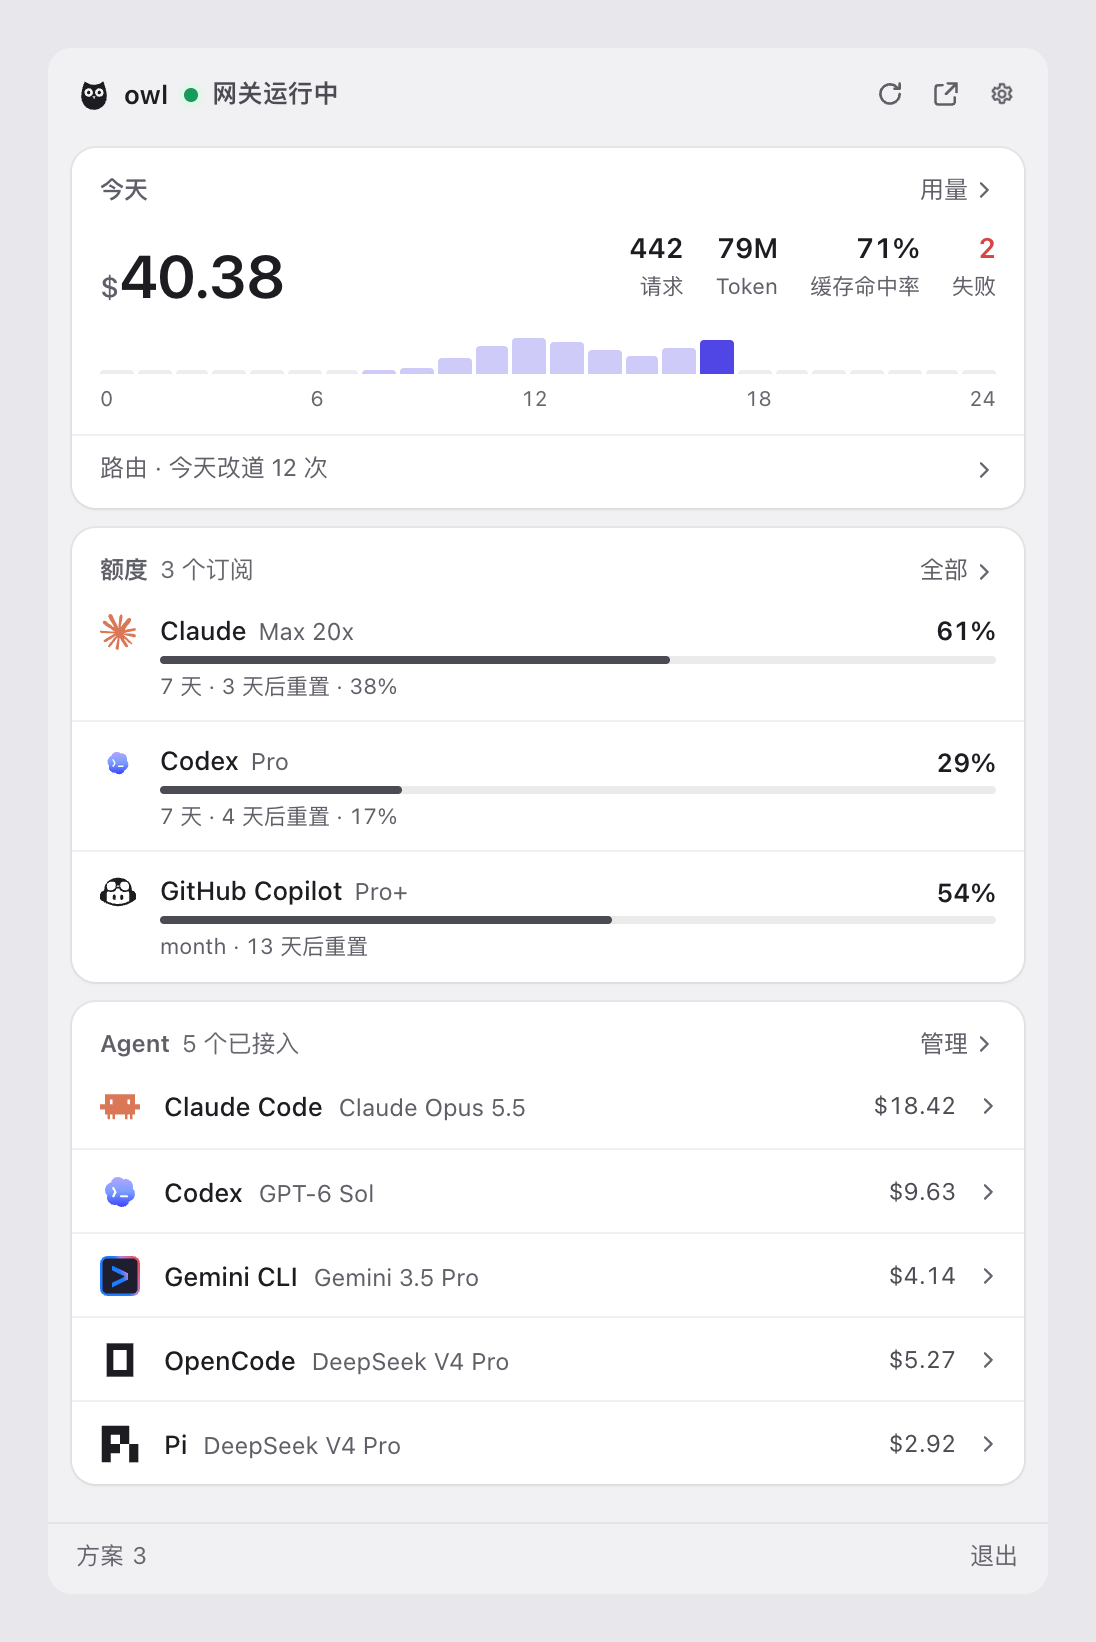 owl 网关运行中
今天 用量
$40.38
442 79M 71% 2
请求 Token 缓存命中率 失败
0 6 12 18 24
路由 · 今天改道 12 次
额度 3 个订阅 全部
Claude Max 20x 61%
7 天 · 3 天后重置 · 38%
Codex Pro 29%
7 天 · 4 天后重置 · 17%
GitHub Copilot Pro+ 54%
month · 13 天后重置
Agent 5 个已接入 管理
Claude Code Claude Opus 5.5 $18.42
Codex GPT-6 Sol $9.63
Gemini CLI Gemini 3.5 Pro $4.14
OpenCode DeepSeek V4 Pro $5.27
Pi DeepSeek V4 Pro $2.92
方案 3 退出